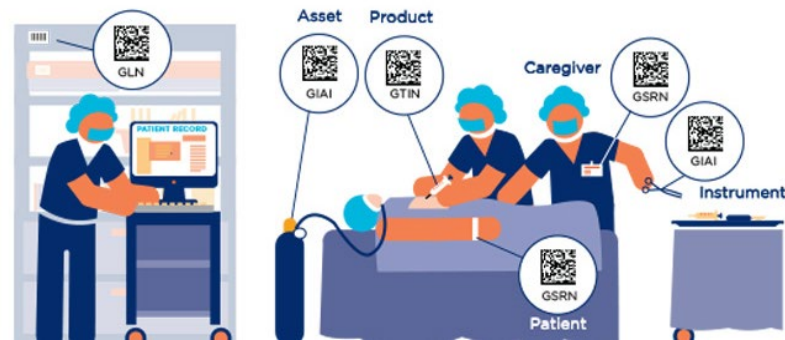 GLN
PATIENT RECORD
Asset
GIAI
Product
GTIN
Caregiver
GSRN
GIAI
Instrument
GSRN
Patient